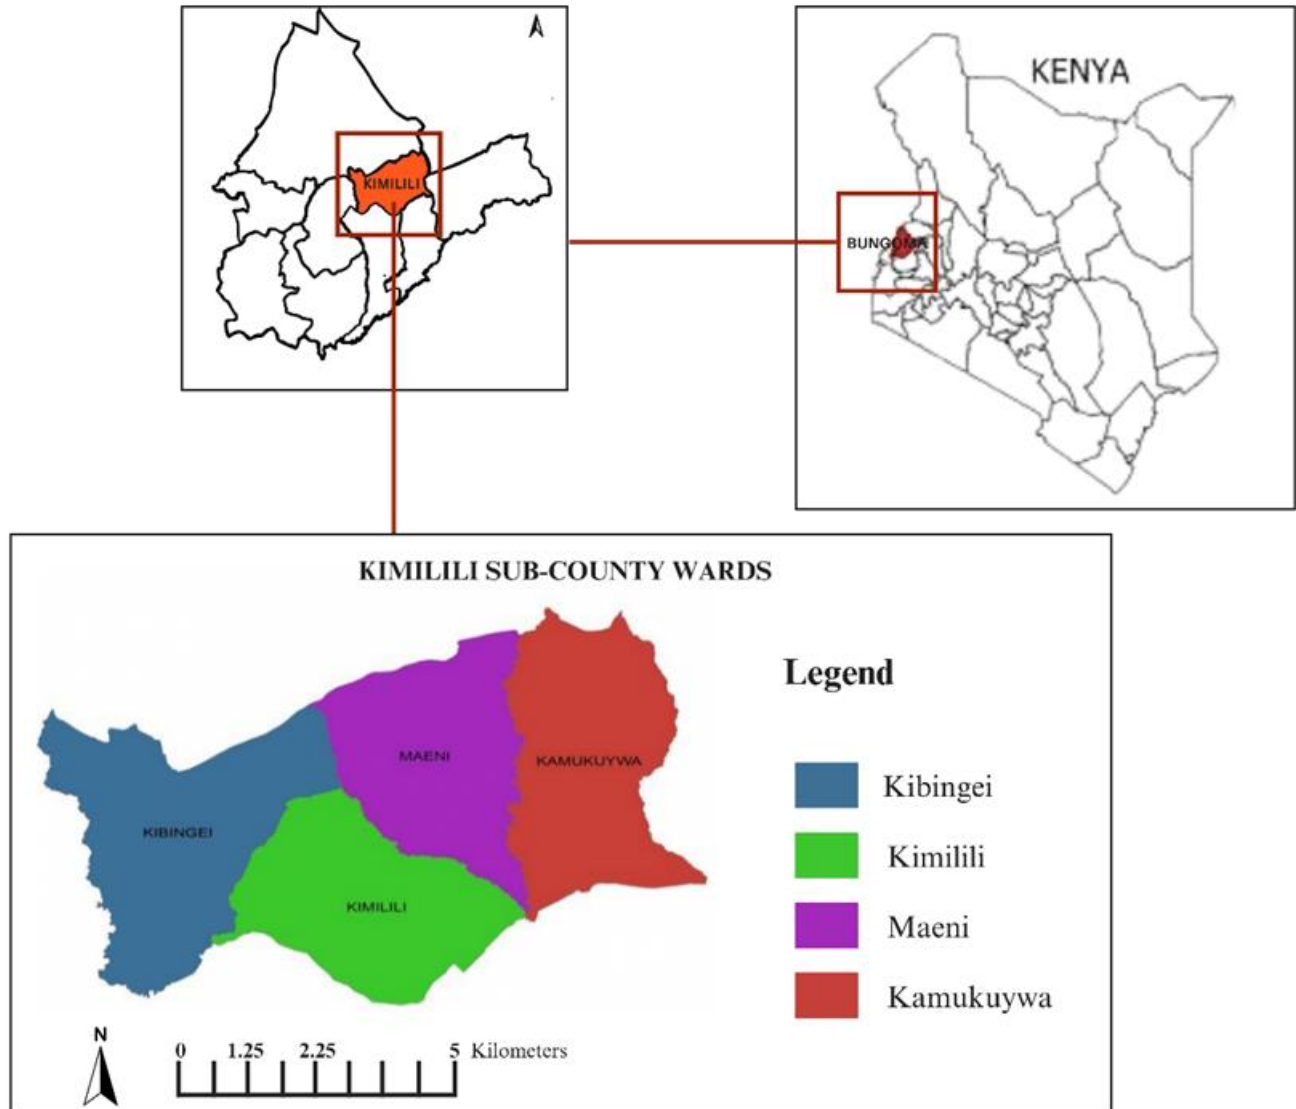 KIMILILI
KENYA
BUNGOMA
KIMILILI SUB-COUNTY WARDS
MAENI
KAMUKUYWA
KIBINGEI
KIMILILI
Legend
Kibingei
Kimilili
Maeni
Kamukuywa
N
0 1.25 2.25 5 Kilometers